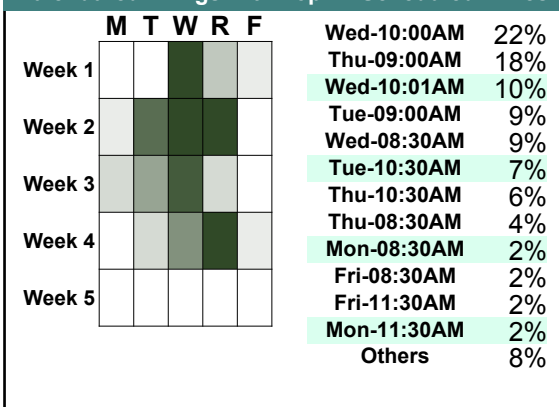 M T W R F
Week 1
Week 2
Week 3
Week 4
Week 5
Wed-10:00AM 22%
Thu-09:00AM 18%
Wed-10:01AM 10%
Tue-09:00AM 9%
Wed-08:30AM 9%
Tue-10:30AM 7%
Thu-10:30AM 6%
Thu-08:30AM 4%
Mon-08:30AM 2%
Fri-08:30AM 2%
Fri-11:30AM 2%
Mon-11:30AM 2%
Others 8%